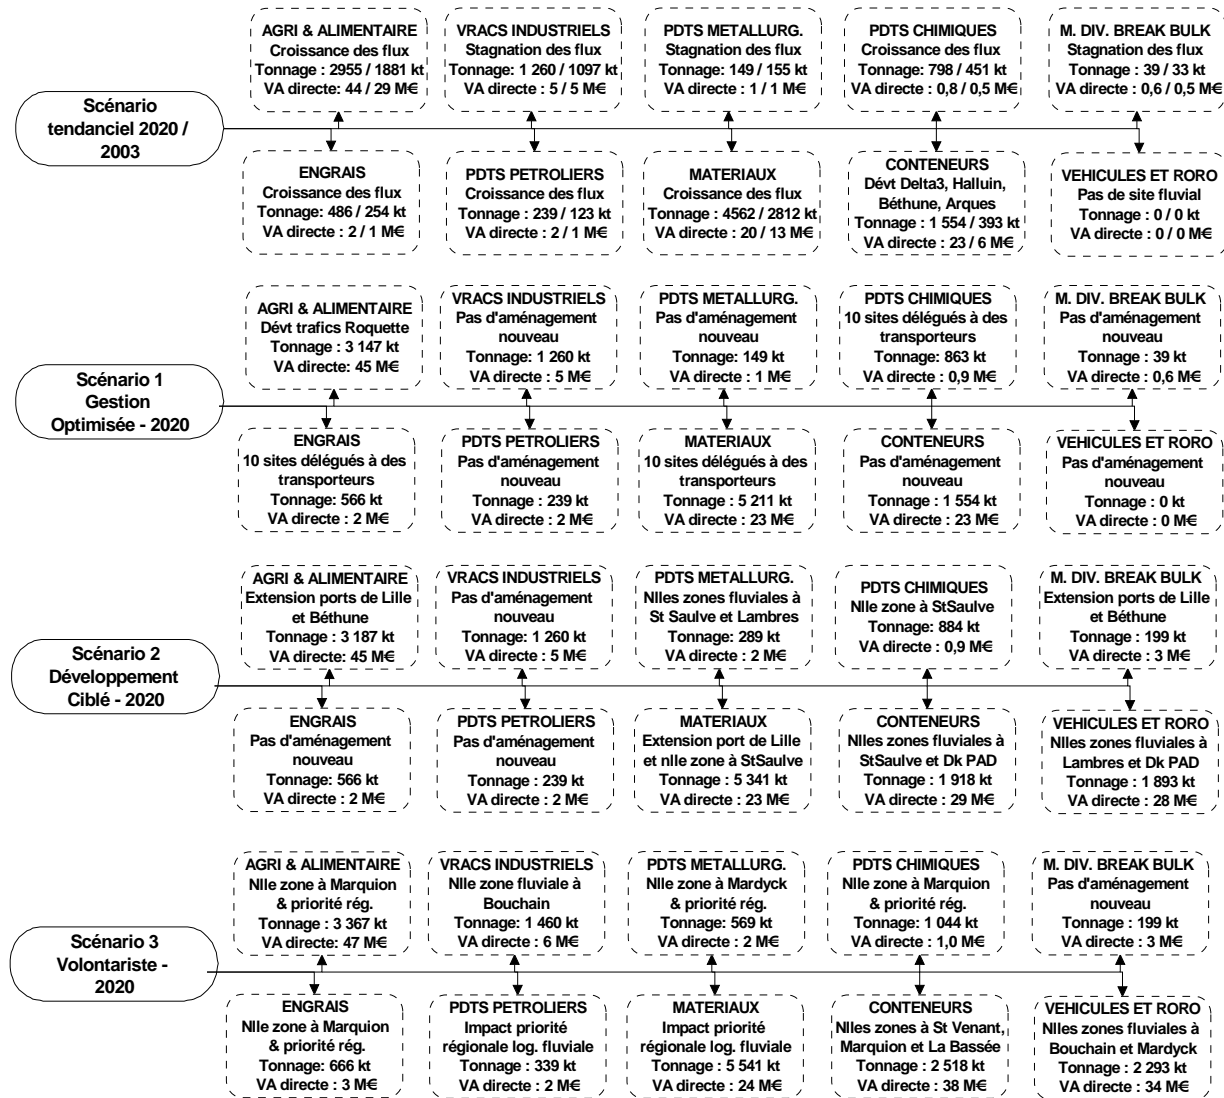 Scénario
tendanciel 2020 /
2003
AGRI & ALIMENTAIRE
Croissance des flux
Tonnage : 2955 / 1881 kt
VA directe: 44 / 29 M€
VRACS INDUSTRIELS
Stagnation des flux
Tonnage: 1 260 / 1097 kt
VA directe: 5 / 5 M€
PDTS METALLURG.
Stagnation des flux
Tonnage: 149 / 155 kt
VA directe : 1 / 1 M€
PDTS CHIMIQUES
Croissance des flux
Tonnage: 798 / 451 kt
VA directe : 0,8 / 0,5 M€
M. DIV. BREAK BULK
Stagnation des flux
Tonnage : 39 / 33 kt
VA directe : 0,6 / 0,5 M€
ENGRAIS
Croissance des flux
Tonnage: 486 / 254 kt
VA directe : 2 / 1 M€
PDTS PETROLIERS
Croissance des flux
Tonnage : 239 / 123 kt
VA directe : 2 / 1 M€
MATERIAUX
Croissance des flux
Tonnage : 4562 / 2812 kt
VA directe : 20 / 13 M€
CONTENEURS
Dévt Delta3, Halluin,
Béthune, Arques
Tonnage : 1 554 / 393 kt
VA directe : 23 / 6 M€
VEHICULES ET RORO
Pas de site fluvial
Tonnage : 0 / 0 kt
VA directe : 0 / 0 M€
Scénario 1
Gestion
Optimisée - 2020
AGRI & ALIMENTAIRE
Dévt trafics Roquette
Tonnage : 3 147 kt
VA directe: 45 M€
VRACS INDUSTRIELS
Pas d'aménagement
nouveau
Tonnage: 1 260 kt
VA directe : 5 M€
PDTS METALLURG.
Pas d'aménagement
nouveau
Tonnage: 149 kt
VA directe : 1 M€
PDTS CHIMIQUES
10 sites délégués à des
transporteurs
Tonnage: 863 kt
VA directe : 0,9 M€
M. DIV. BREAK BULK
Pas d'aménagement
nouveau
Tonnage : 39 kt
VA directe : 0,6 M€
ENGRAIS
10 sites délégués à des
transporteurs
Tonnage: 566 kt
VA directe : 2 M€
PDTS PETROLIERS
Pas d'aménagement
nouveau
Tonnage : 239 kt
VA directe : 2 M€
MATERIAUX
10 sites délégués à des
transporteurs
Tonnage : 5 211 kt
VA directe : 23 M€
CONTENEURS
Pas d'aménagement
nouveau
Tonnage : 1 554 kt
VA directe : 23 M€
VEHICULES ET RORO
Pas d'aménagement
nouveau
Tonnage : 0 kt
VA directe : 0 M€
Scénario 2
Développement
Ciblé - 2020
AGRI & ALIMENTAIRE
Extension ports de Lille
et Béthune
Tonnage : 3 187 kt
VA directe: 45 M€
VRACS INDUSTRIELS
Pas d'aménagement
nouveau
Tonnage: 1 260 kt
VA directe : 5 M€
PDTS METALLURG.
Nlles zones fluviales à
St Saulve et Lambres
Tonnage: 289 kt
VA directe : 2 M€
PDTS CHIMIQUES
Nlle zone à StSaulve
Tonnage: 884 kt
VA directe : 0,9 M€
M. DIV. BREAK BULK
Extension ports de Lille
et Béthune
Tonnage : 199 kt
VA directe : 3 M€
ENGRAIS
Pas d'aménagement
nouveau
Tonnage: 566 kt
VA directe : 2 M€
PDTS PETROLIERS
Pas d'aménagement
nouveau
Tonnage : 239 kt
VA directe : 2 M€
MATERIAUX
Extension port de Lille
et nlle zone à StSaulve
Tonnage : 5 341 kt
VA directe : 23 M€
CONTENEURS
Nlles zones fluviales à
StSaulve et Dk PAD
Tonnage : 1 918 kt
VA directe : 29 M€
VEHICULES ET RORO
Nlles zones fluviales à
Lambres et Dk PAD
Tonnage : 1 893 kt
VA directe : 28 M€
Scénario 3
Volontariste -
2020
AGRI & ALIMENTAIRE
Nlle zone à Marquion
& priorité rég.
Tonnage : 3 367 kt
VA directe: 47 M€
VRACS INDUSTRIELS
Nlle zone fluviale à
Bouchain
Tonnage : 1 460 kt
VA directe : 6 M€
PDTS METALLURG.
Nlle zone à Mardyck
& priorité rég.
Tonnage : 569 kt
VA directe : 2 M€
PDTS CHIMIQUES
Nlle zone à Marquion
& priorité rég.
Tonnage : 1 044 kt
VA directe : 1,0 M€
M. DIV. BREAK BULK
Pas d'aménagement
nouveau
Tonnage : 199 kt
VA directe : 3 M€
ENGRAIS
Nlle zone à Marquion
& priorité rég.
Tonnage: 666 kt
VA directe : 3 M€
PDTS PETROLIERS
Impact priorité
régionale log. fluviale
Tonnage : 339 kt
VA directe : 2 M€
MATERIAUX
Impact priorité
régionale log. fluviale
Tonnage : 5 541 kt
VA directe : 24 M€
CONTENEURS
Nlles zones à St Venant,
Marquion et La Bassée
Tonnage : 2 518 kt
VA directe : 38 M€
VEHICULES ET RORO
Nlles zones fluviales à
Bouchain et Mardyck
Tonnage : 2 293 kt
VA directe : 34 M€